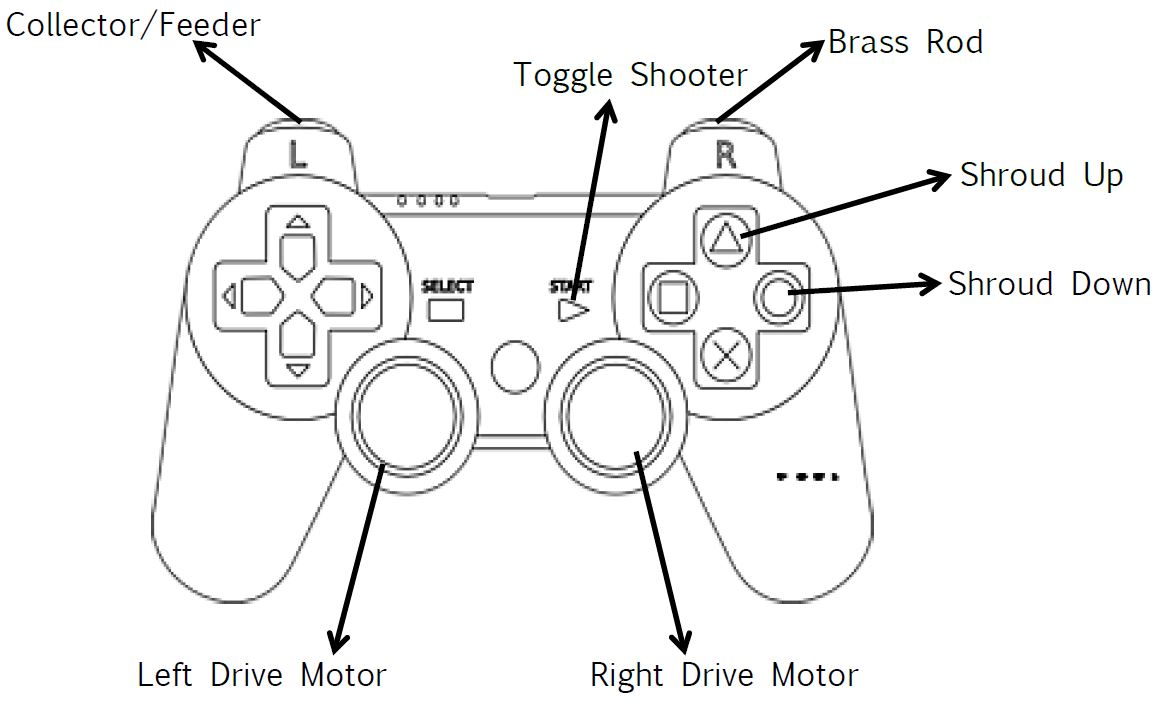 Collector/Feeder
Brass Rod
Toggle Shooter
L
R
Shroud Up
SELECT
START
Shroud Down
Left Drive Motor
Right Drive Motor